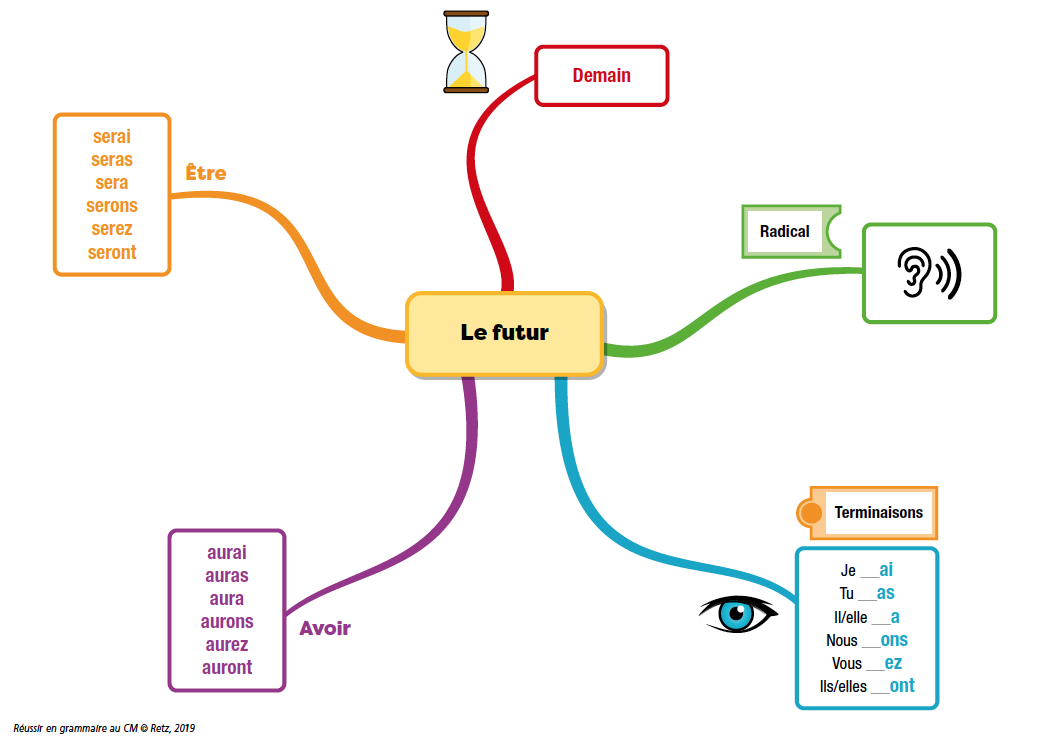 Demain
Être
serai
seras
sera
serons
serez
seront
Radical
Le futur
Terminaisons
Je __ai
Tu __as
Il/elle __a
Nous __ons
Vous __ez
Ils/elles __ont
Avoir
aurai
auras
aura
aurons
aurez
auront
Réussir en grammaire au CM © Retz, 2019